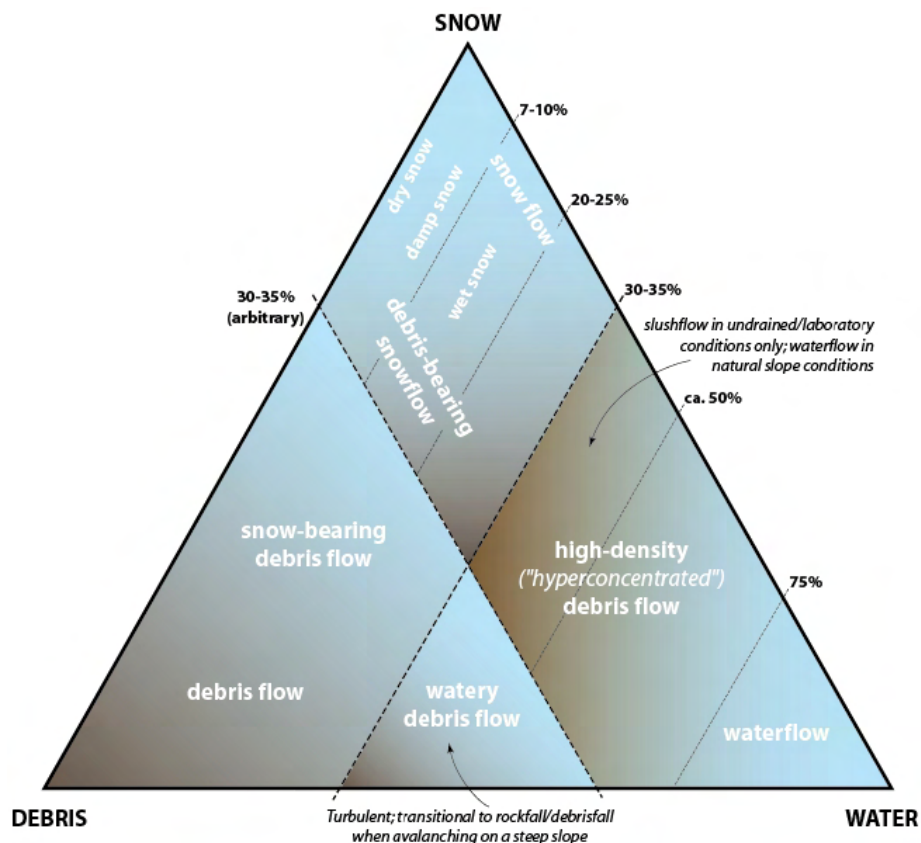 SNOW
7-10%
dry snow
damp snow
snow flow
20-25%
wet snow
30-35%
(arbitrary)
30-35%
debris-bearing
snowflow
slushflow in undrained/laboratory
conditions only; waterflow in
natural slope conditions
ca. 50%
snow-bearing
debris flow
high-density
("hyperconcentrated")
debris flow
75%
debris flow
watery
debris flow
waterflow
DEBRIS
WATER
Turbulent; transitional to rockfall/debrisfall
when avalanching on a steep slope